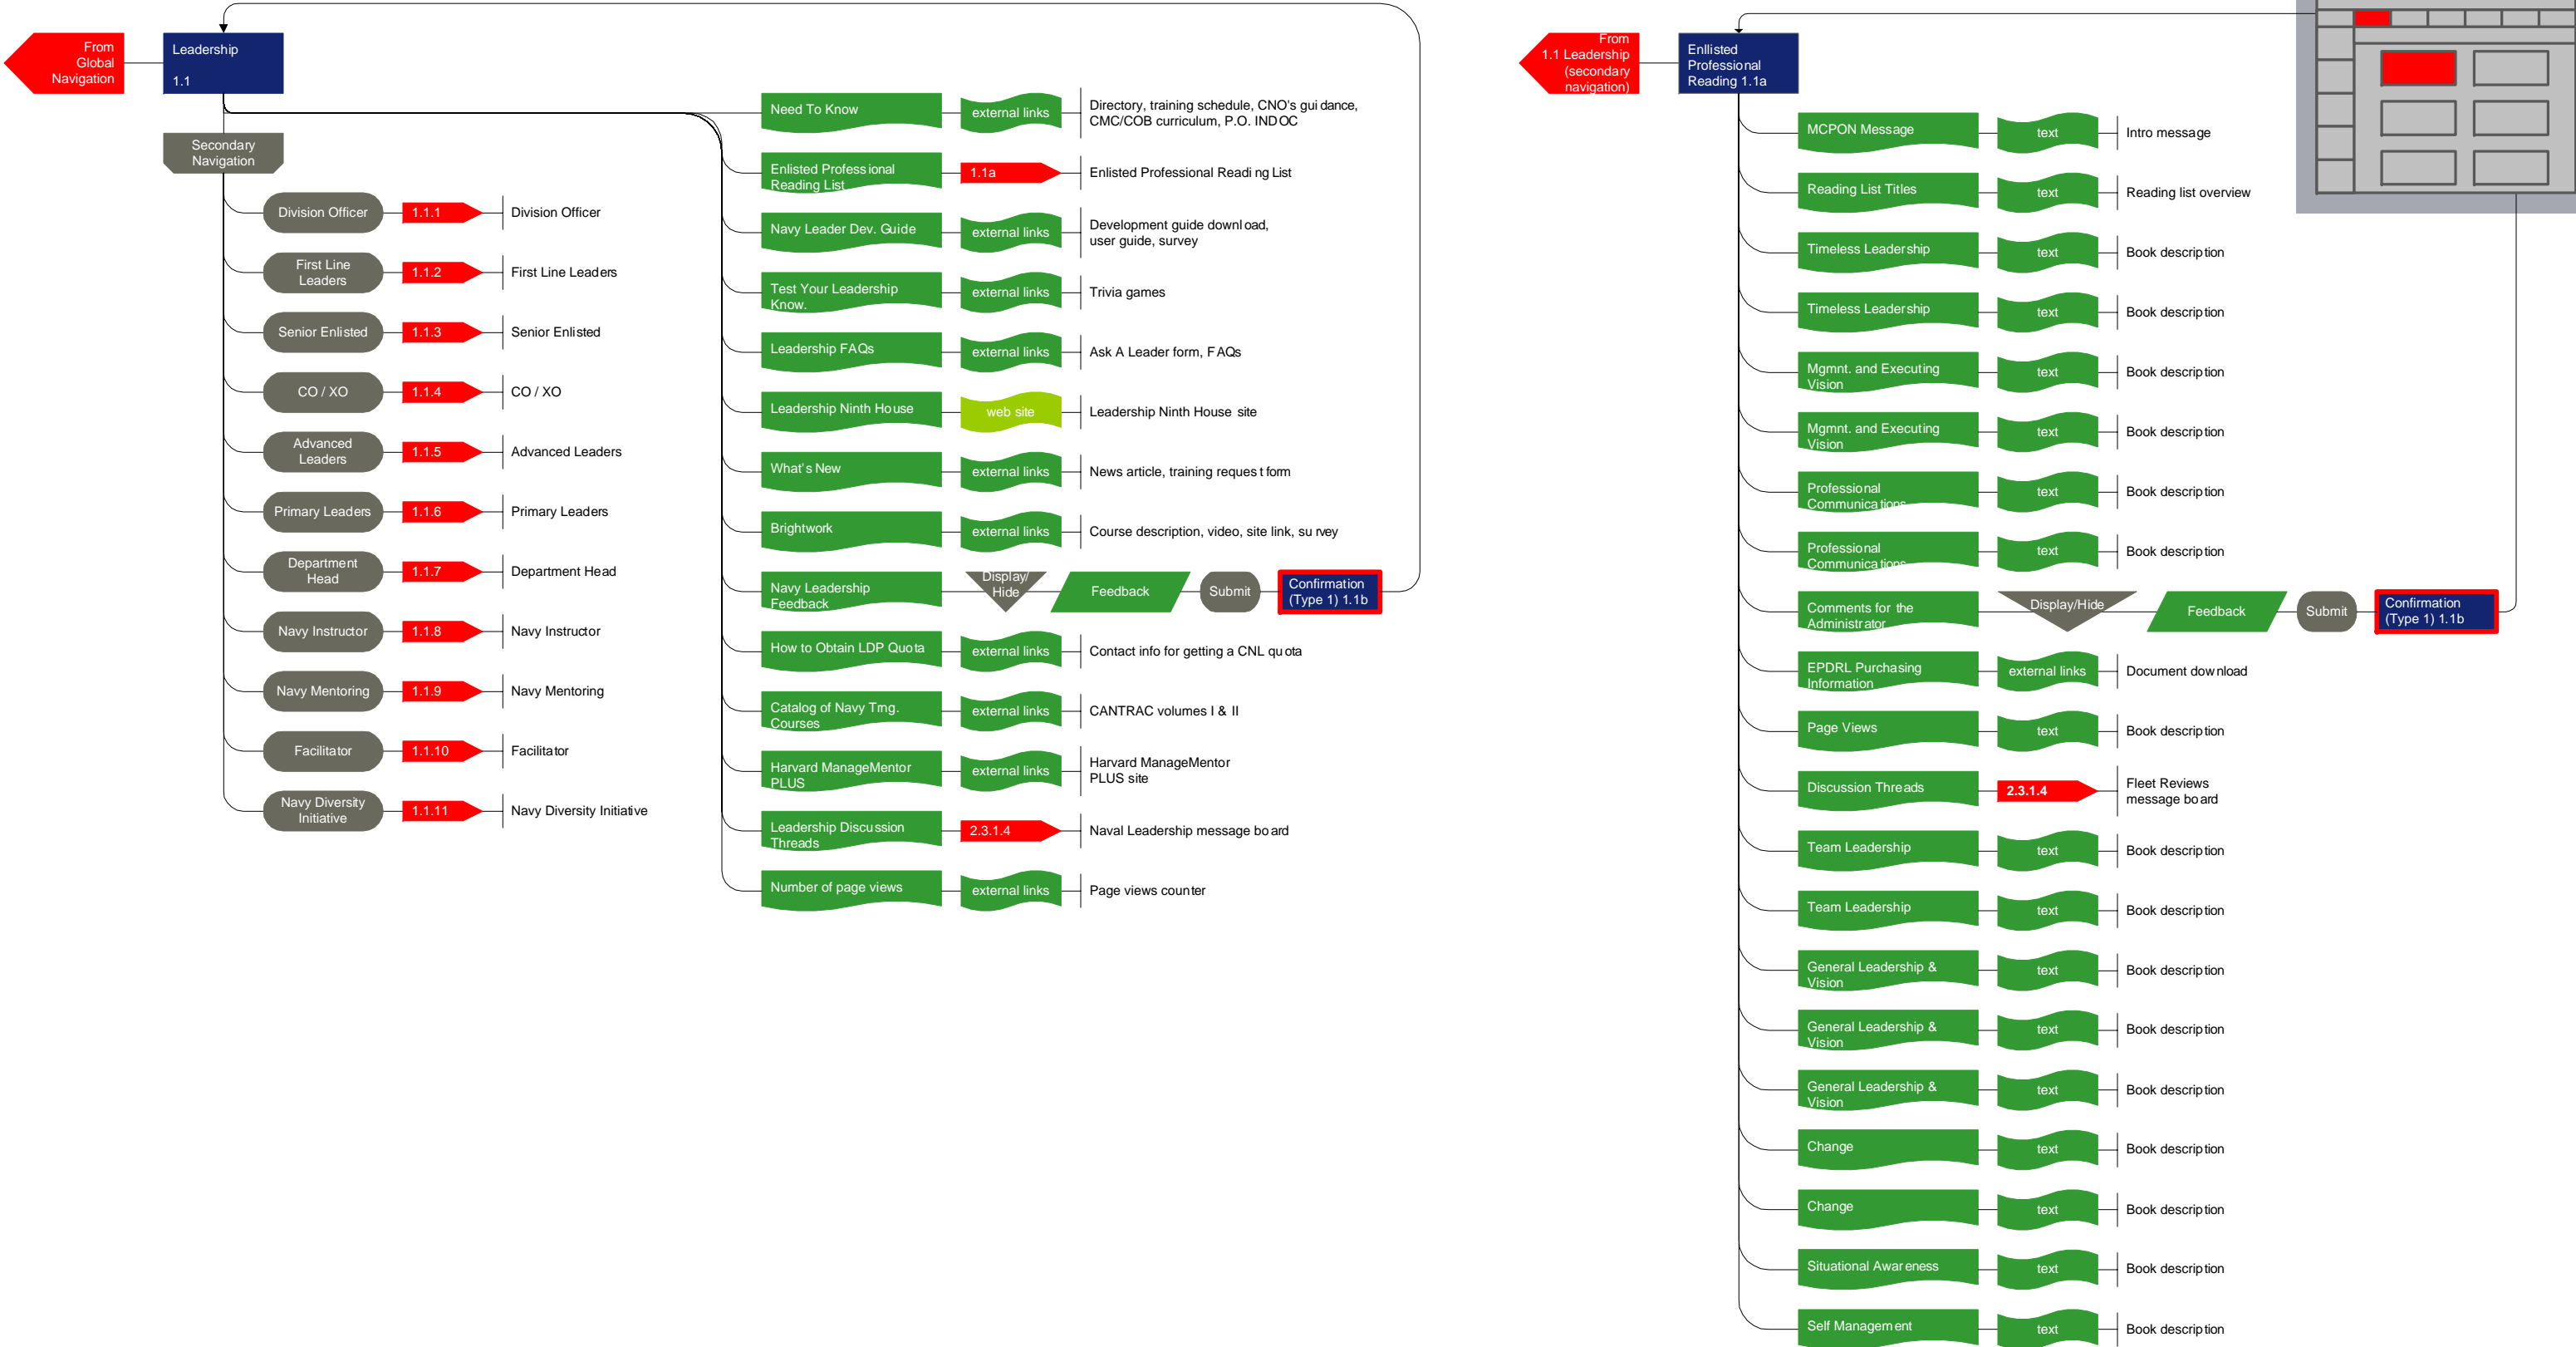 From
Global
Navigation
Leadership
1.1
Secondary
Navigation
Division Officer
1.1.1
Division Officer
First Line
Leaders
1.1.2
First Line Leaders
Senior Enlisted
1.1.3
Senior Enlisted
CO / XO
1.1.4
CO / XO
Advanced
Leaders
1.1.5
Advanced Leaders
Primary Leaders
1.1.6
Primary Leaders
Department
Head
1.1.7
Department Head
Navy Instructor
1.1.8
Navy Instructor
Navy Mentoring
1.1.9
Navy Mentoring
Facilitator
1.1.10
Facilitator
Navy Diversity
Initiative
1.1.11
Navy Diversity Initiative
Need To Know
external links
Directory, training schedule, CNO's guidance,
CMC/COB curriculum, P.O. INDOC
Enlisted Professional
Reading List
1.1a
Enlisted Professional Reading List
Navy Leader Dev. Guide
external links
Development guide download,
user guide, survey
Test Your Leadership
Know.
external links
Trivia games
Leadership FAQs
external links
Ask A Leader form, FAQs
Leadership Ninth House
web site
Leadership Ninth House site
What's New
external links
News article, training request form
Brightwork
external links
Course description, video, site link, survey
Navy Leadership
Feedback
Display/
Hide
Feedback
Submit
Confirmation
(Type 1) 1.1b
How to Obtain LDP Quota
external links
Contact info for getting a CNL quota
Catalog of Navy Trng.
Courses
external links
CANTRAC volumes I & II
Harvard ManageMentor
PLUS
external links
Harvard ManageMentor
PLUS site
Leadership Discussion
Threads
2.3.1.4
Naval Leadership message board
Number of page views
external links
Page views counter
From
1.1 Leadership
(secondary
navigation)
Enllisted
Professional
Reading 1.1a
MCPON Message
text
Intro message
Reading List Titles
text
Reading list overview
Timeless Leadership
text
Book description
Timeless Leadership
text
Book description
Mgmnt. and Executing
Vision
text
Book description
Mgmnt. and Executing
Vision
text
Book description
Professional
Communications
text
Book description
Professional
Communications
text
Book description
Comments for the
Administrator
Display/Hide
Feedback
Submit
Confirmation
(Type 1) 1.1b
EPDRL Purchasing
Information
external links
Document download
Page Views
text
Book description
Discussion Threads
2.3.1.4
Fleet Reviews
message board
Team Leadership
text
Book description
Team Leadership
text
Book description
General Leadership &
Vision
text
Book description
General Leadership &
Vision
text
Book description
General Leadership &
Vision
text
Book description
Change
text
Book description
Change
text
Book description
Situational Awareness
text
Book description
Self Management
text
Book description